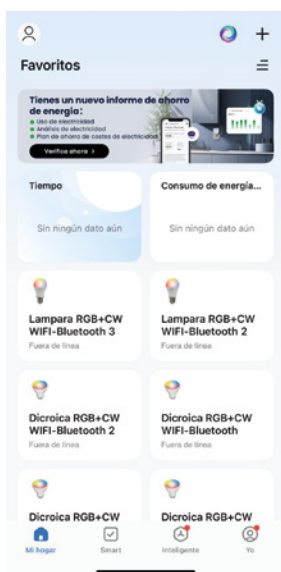 Favoritos
Tienes un nuevo informe de ahorro
de energía:
Uso de electricidad
Análisis de electricidad
Plan de ahorro de costes de electricidad
Verifica ahora >
Tiempo
Consumo de energía...
Sin ningún dato aún
Sin ningún dato aún
Lampara RGB+CW
WIFI-Bluetooth 3
Fuera de línea
Lampara RGB+CW
WIFI-Bluetooth 2
Fuera de línea
Dicroica RGB+CW
WIFI-Bluetooth 2
Fuera de línea
Dicroica RGB+CW
WIFI-Bluetooth
Fuera de línea
Dicroica RGB+CW
Dicroica RGB+CW
Mi hogar
Smart
Inteligente
Yo